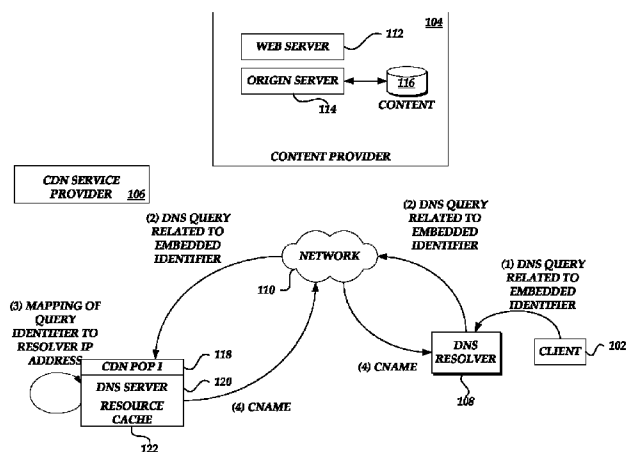 104
WEB SERVER
112
ORIGIN SERVER
116
114
CONTENT
CONTENT PROVIDER
CDN SERVICE
PROVIDER 106
(2) DNS QUERY
RELATED TO
EMBEDDED
IDENTIFIER
NETWORK
110
(2) DNS QUERY
RELATED TO
EMBEDDED
IDENTIFIER
(1) DNS QUERY
RELATED TO
EMBEDDED
IDENTIFIER
(3) MAPPING OF
QUERY
IDENTIFIER TO
RESOLVER IP
ADDRESS
CDN POP 1
118
DNS SERVER
120
RESOURCE
CACHE
122
(4) CNAME
(4) CNAME
DNS
RESOLVER
108
CLIENT
102